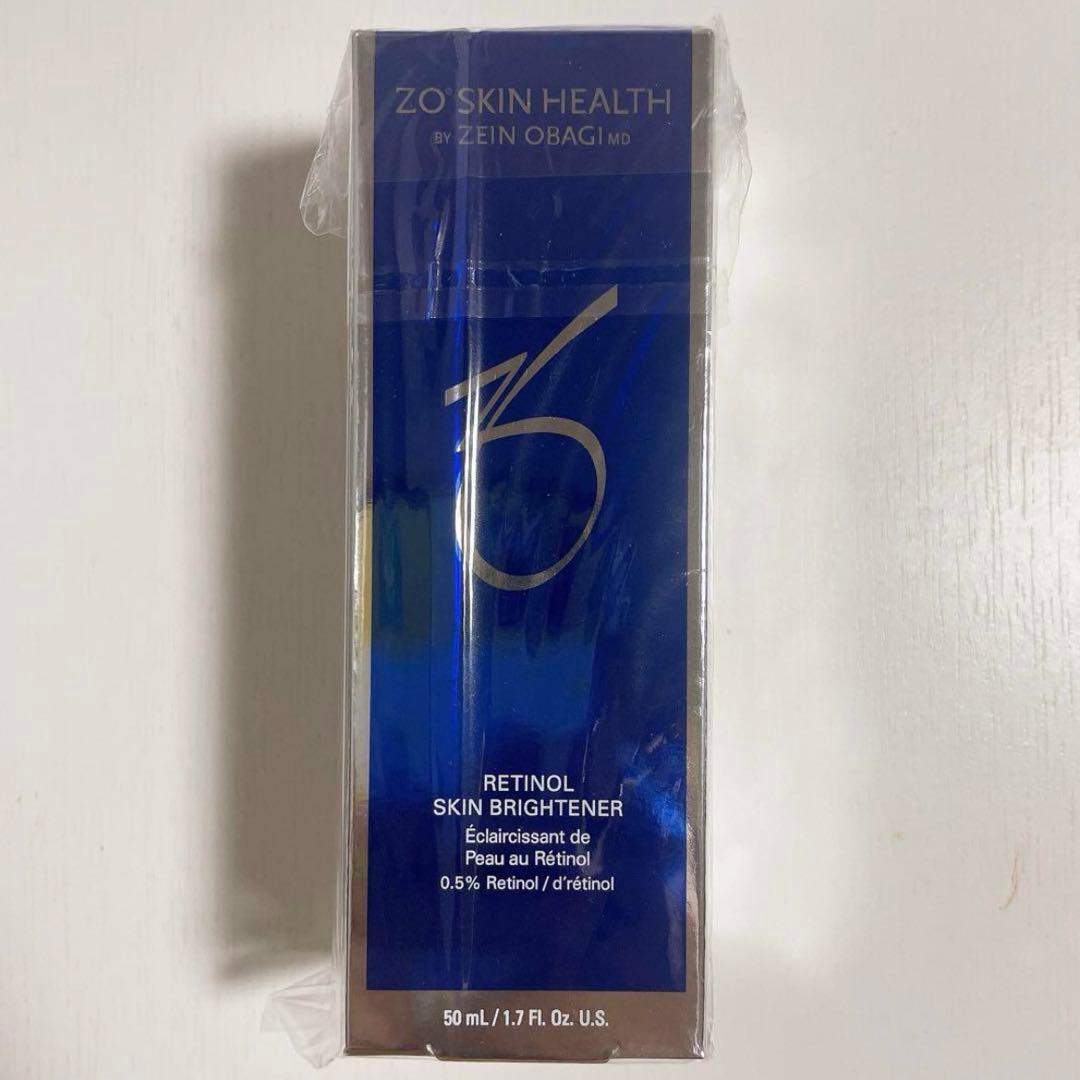 ZO® SKIN HEALTH
BY ZEIN OBAGI MD
RETINOL
SKIN BRIGHTENER
Éclaircissant de
Peau au Rétinol
0.5% Retinol / d'rétinol
50 mL / 1.7 Fl. Oz. U.S.